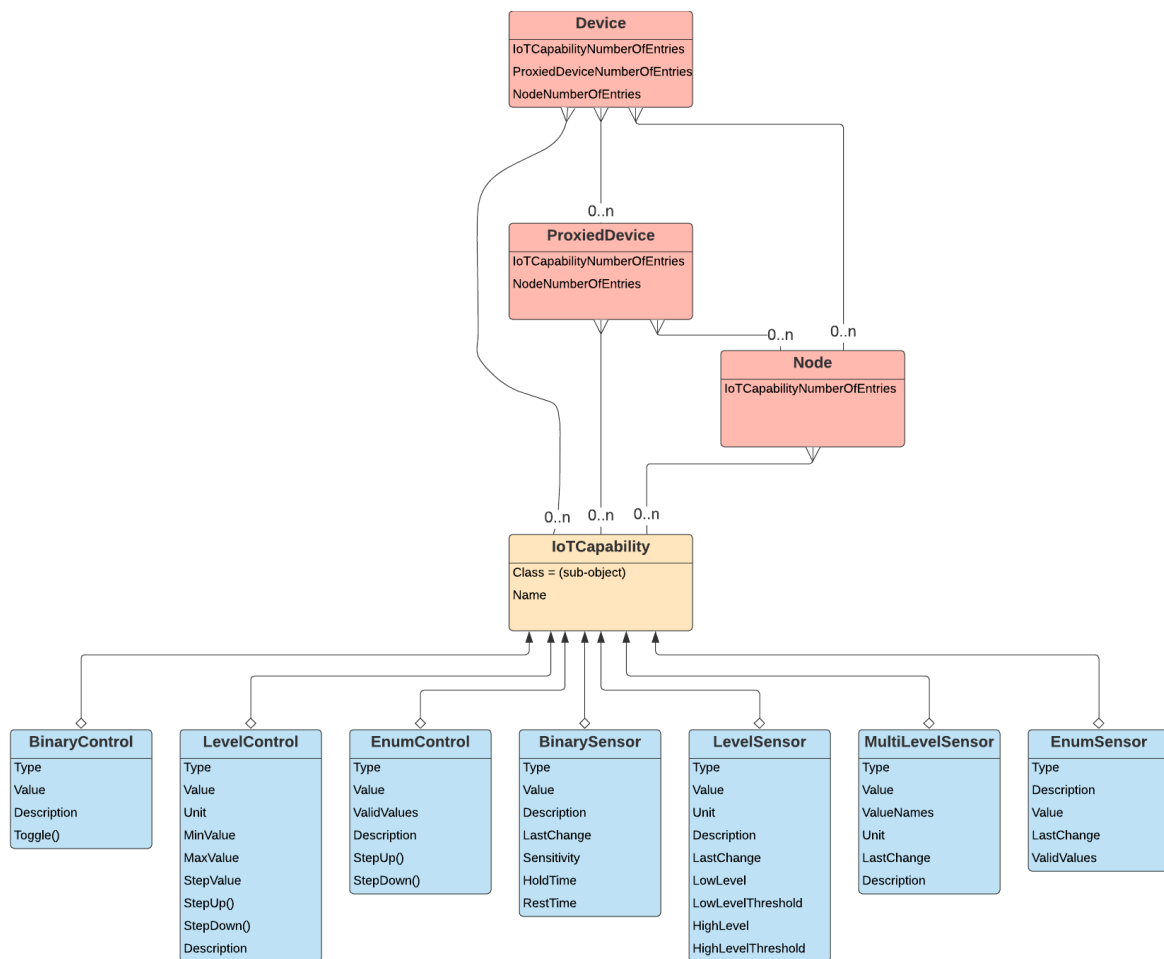 Device
IoTCapabilityNumberOfEntries
ProxiedDeviceNumberOfEntries
NodeNumberOfEntries
0..n
ProxiedDevice
IoTCapabilityNumberOfEntries
NodeNumberOfEntries
0..n
0..n
Node
IoTCapabilityNumberOfEntries
0..n
0..n
0..n
IoTCapability
Class = (sub-object)
Name
BinaryControl
Type
Value
Description
Toggle()
LevelControl
Type
Value
Unit
MinValue
MaxValue
StepValue
StepUp()
StepDown()
Description
EnumControl
Type
Value
ValidValues
Description
StepUp()
StepDown()
BinarySensor
Type
Value
Description
LastChange
Sensitivity
HoldTime
RestTime
LevelSensor
Type
Value
Unit
Description
LastChange
LowLevel
LowLevelThreshold
HighLevel
HighLevelThreshold
MultiLevelSensor
Type
Value
ValueNames
Unit
LastChange
Description
EnumSensor
Type
Description
Value
LastChange
ValidValues